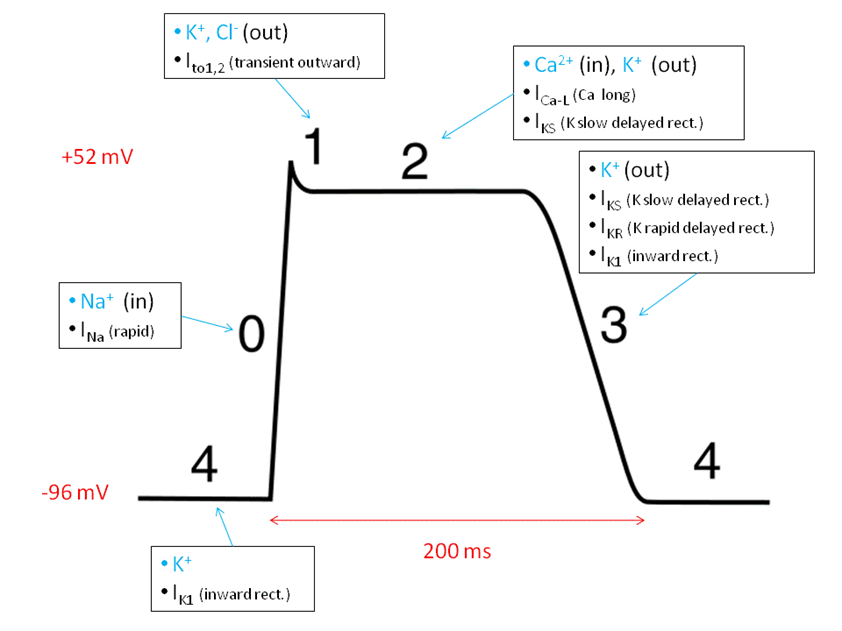 • K⁺, Cl⁻ (out)
• Ito1,2 (transient outward)
• Ca²⁺ (in), K⁺ (out)
• ICa-L (Ca long)
• IKS (K slow delayed rect.)
+52 mV
1
2
• K⁺ (out)
• IKS (K slow delayed rect.)
• IKR (K rapid delayed rect.)
• IK1 (inward rect.)
• Na⁺ (in)
• INa (rapid)
0
3
4
4
-96 mV
200 ms
• K⁺
• IK1 (inward rect.)